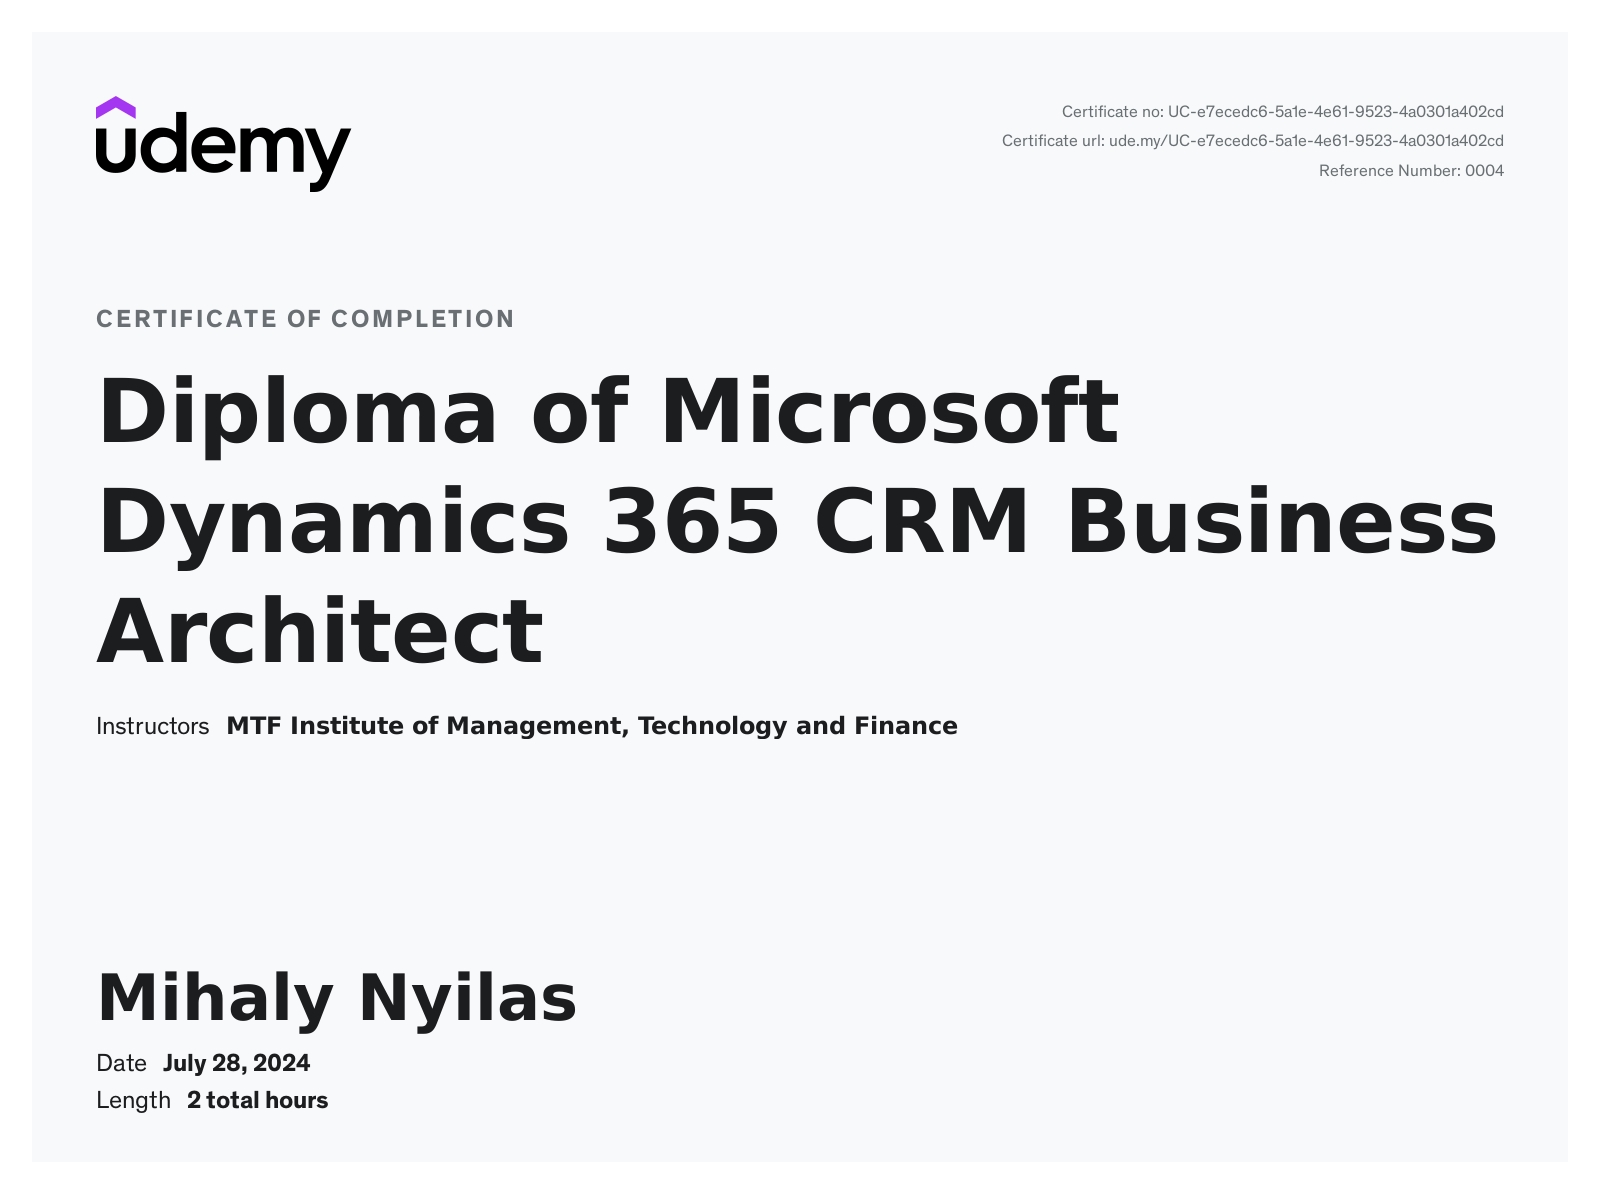 udemy
Certificate no: UC-e7ecedc6-5a1e-4e61-9523-4a0301a402cd
Certificate url: ude.my/UC-e7ecedc6-5a1e-4e61-9523-4a0301a402cd
Reference Number: 0004
CERTIFICATE OF COMPLETION
Diploma of Microsoft
Dynamics 365 CRM Business
Architect
Instructors MTF Institute of Management, Technology and Finance
Mihaly Nyilas
Date July 28, 2024
Length 2 total hours